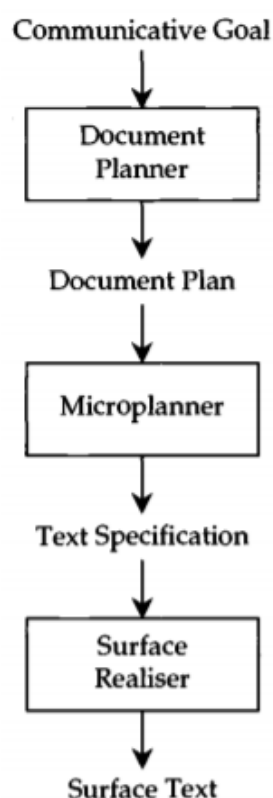 Communicative Goal
Document
Planner
Document Plan
Microplanner
Text Specification
Surface
Realiser
Surface Text